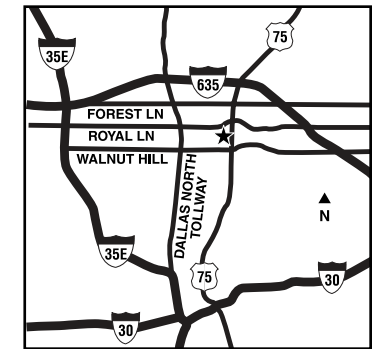 75
35E
635
FOREST LN
ROYAL LN
WALNUT HILL
DALLAS NORTH
TOLLWAY
N
35E
75
30
30